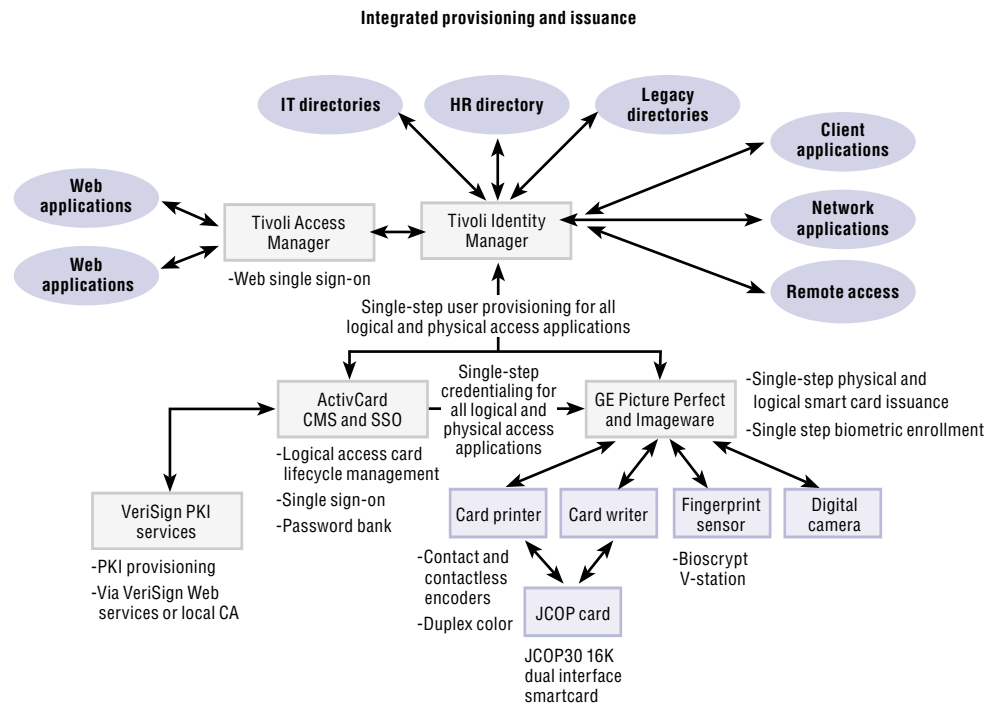 Integrated provisioning and issuance
IT directories
HR directory
Legacy
directories
Client
applications
Web
applications
Network
applications
Tivoli Access
Manager
Tivoli Identity
Manager
Web
applications
-Web single sign-on
Remote access
Single-step user provisioning for all
logical and physical access applications
ActivCard
CMS and SSO
Single-step
credentialing for
all logical and
physical access
applications
GE Picture Perfect
and Imageware
-Single-step physical and
logical smart card issuance
-Single step biometric enrollment
-Logical access card
lifecycle management
-Single sign-on
-Password bank
VeriSign PKI
services
-PKI provisioning
-Via VeriSign Web
services or local CA
Card printer
Card writer
Fingerprint
sensor
Digital
camera
-Contact and
contactless
encoders
-Duplex color
-Bioscrypt
V-station
JCOP card
JCOP30 16K
dual interface
smartcard